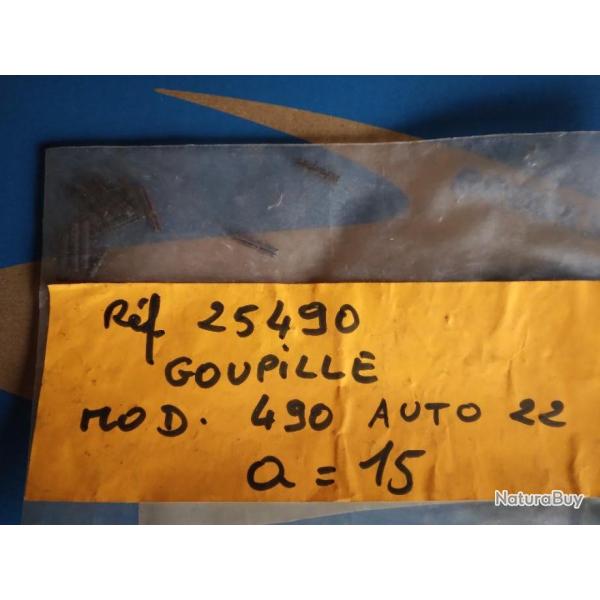 Réf 25490
GOUPILLE
MOD. 490 AUTO 22
Q = 15
NaturaBuy